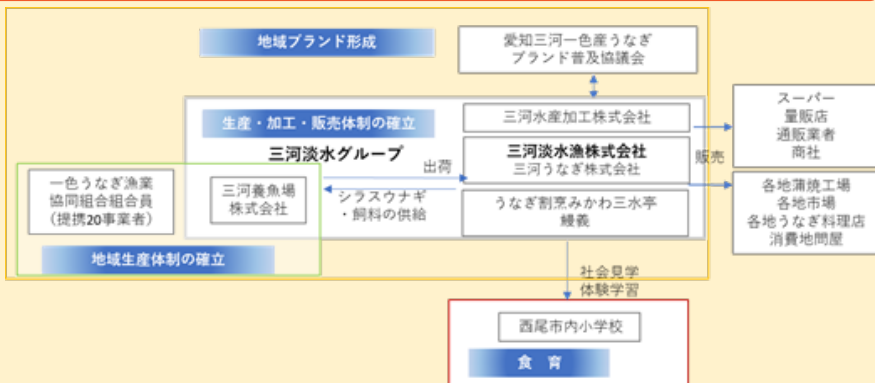 地域ブランド形成
愛知三河一色産うなぎ
ブランド普及協議会
生産・加工・販売体制の確立
三河淡水グループ
三河水産加工株式会社
三河淡水漁株式会社
三河うなぎ株式会社
うなぎ割烹みかわ三水亭
鰻義
出荷
シラスウナギ
・飼料の供給
一色うなぎ漁業
協同組合組合員
(提携20事業者)
三河養魚場
株式会社
地域生産体制の確立
販売
スーパー
量販店
通販業者
商社
各地蒲焼工場
各地市場
各地うなぎ料理店
消費地問屋
社会見学
体験学習
西尾市内小学校
食 育